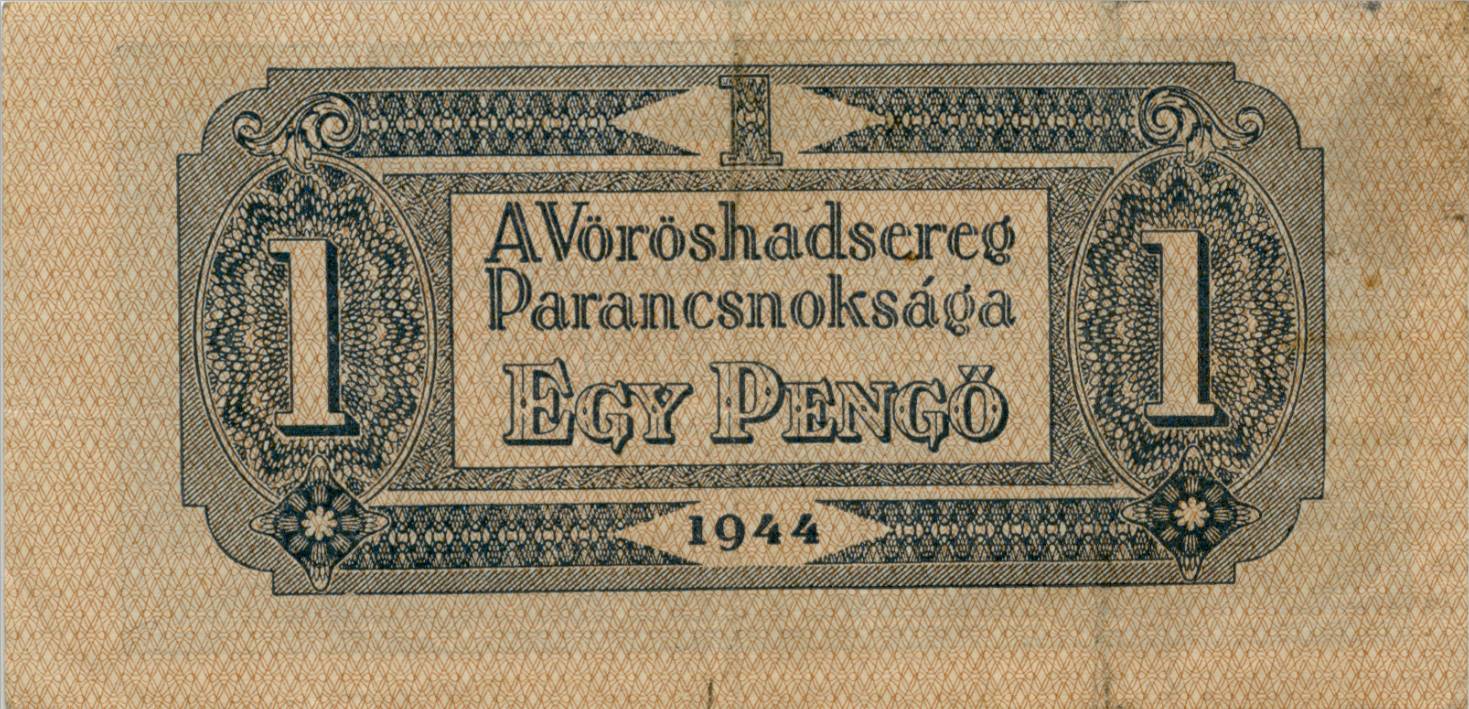 1
A Vöröshadsereg
Parancsnoksága
1 1
EGY PENGŐ
1944